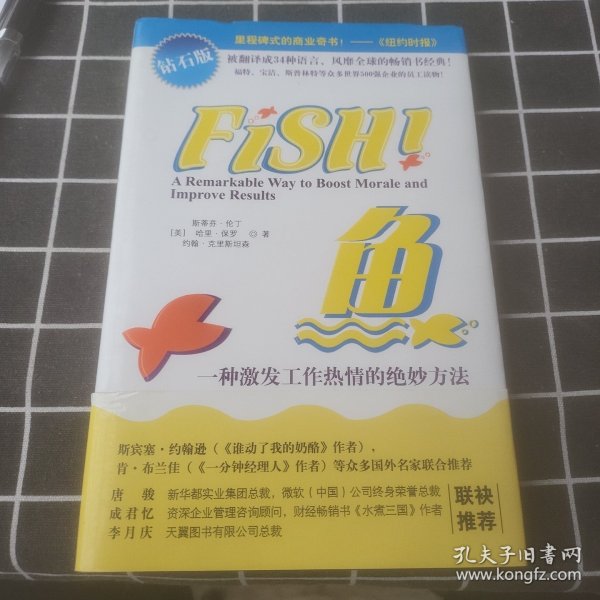 里程碑式的商业奇书！——《纽约时报》
钻石版
被翻译成34种语言、风靡全球的畅销书经典！
福特、宝洁、斯普林特等众多世界500强企业的员工读物！
FiSH!
A Remarkable Way to Boost Morale and
Improve Results
斯蒂芬·伦丁
[美] 哈里·保罗 ◎ 著
约翰·克里斯坦森
鱼
一种激发工作热情的绝妙方法
斯宾塞·约翰逊（《谁动了我的奶酪》作者），
肯·布兰佳（《一分钟经理人》作者）等众多国外名家联合推荐
唐 骏 新华都实业集团总裁，微软（中国）公司终身荣誉总裁
成君忆 资深企业管理咨询顾问，财经畅销书《水煮三国》作者
李月庆 天翼图书有限公司总裁
联袂
推荐
孔夫子旧书网
www.kongfz.com